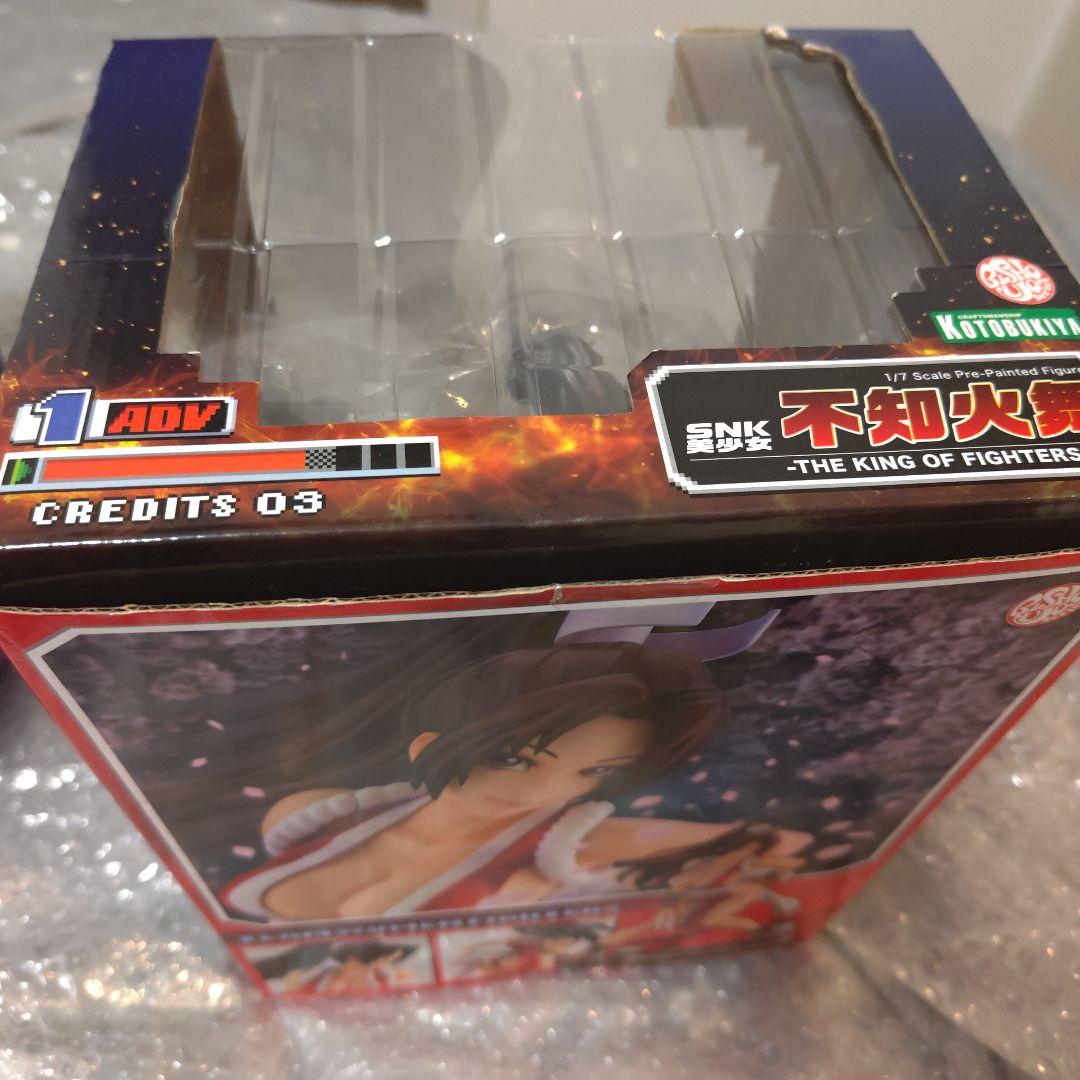 CRAFTSMANSHIP
KOTOBUKIYA
1/7 Scale Pre-Painted Figure
SNK
美少女
不知火舞
-THE KING OF FIGHTERS
1 ADV
CREDITS 03